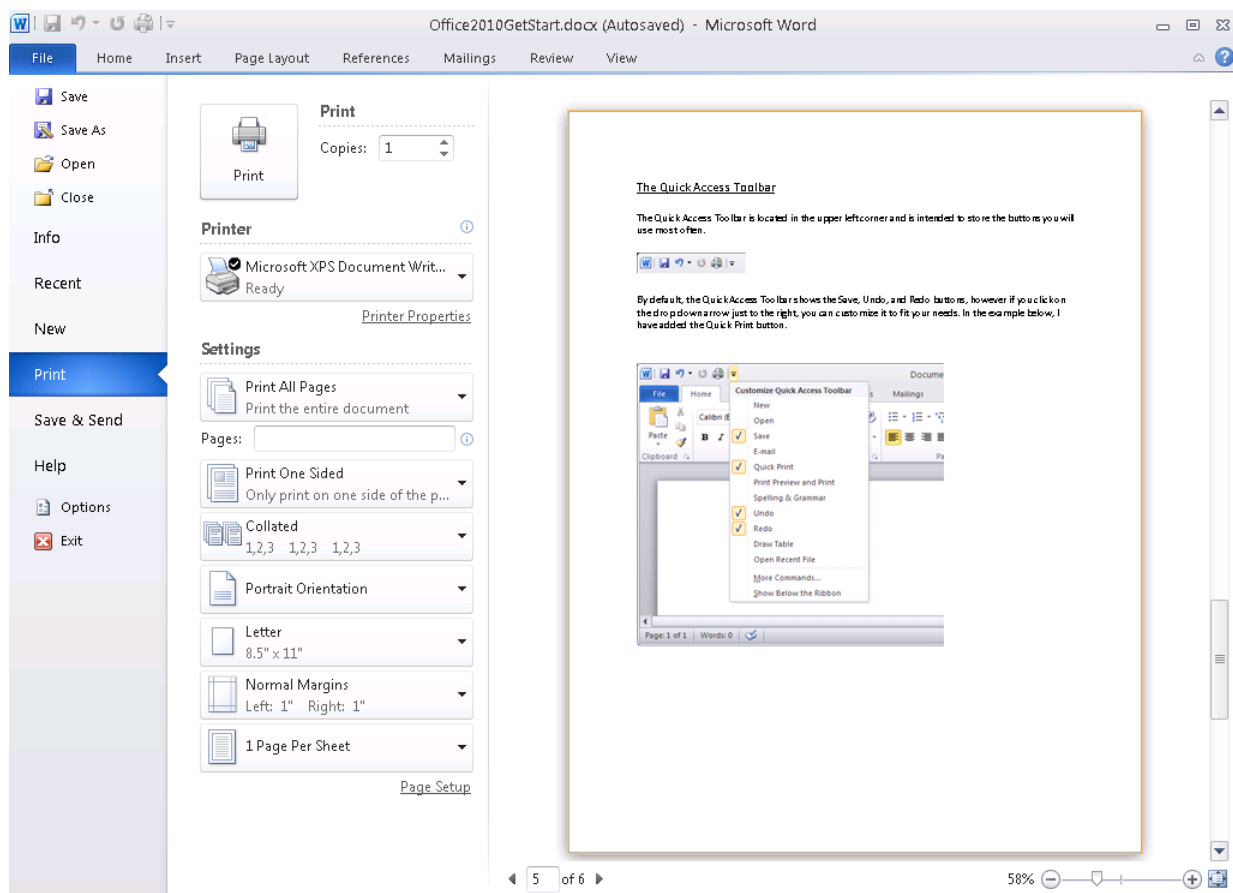 Office2010GetStart.docx (Autosaved) - Microsoft Word
File Home Insert Page Layout References Mailings Review View
Save
Save As
Open
Close
Info
Recent
New
Print
Save & Send
Help
Options
Exit
Print
Print
Copies: 1
Printer
Microsoft XPS Document Writ...
Ready
Printer Properties
Settings
Print All Pages
Print the entire document
Pages:
Print One Sided
Only print on one side of the p...
Collated
1,2,3 1,2,3 1,2,3
Portrait Orientation
Letter
8.5" x 11"
Normal Margins
Left: 1" Right: 1"
1 Page Per Sheet
Page Setup
The Quick Access Toolbar
The Quick Access Toolbar is located in the upper left corner and is intended to store the buttons you will
use most often.
By default, the Quick Access Toolbar shows the Save, Undo, and Redo buttons, however if you click on
the drop down arrow just to the right, you can customize it to fit your needs. In the example below, I
have added the Quick Print button.
Docume
File Home Mailings
Customize Quick Access Toolbar
New
Open
Save
E-mail
Quick Print
Print Preview and Print
Spelling & Grammar
Undo
Redo
Draw Table
Open Recent File
More Commands...
Show Below the Ribbon
Paste
Calibri (B
B I
Clipboard
Pa
Page: 1 of 1 Words: 0
5 of 6
58%